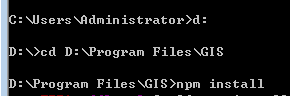 C:\Users\Administrator>d:
D:\>cd D:\Program Files\GIS
D:\Program Files\GIS>npm install